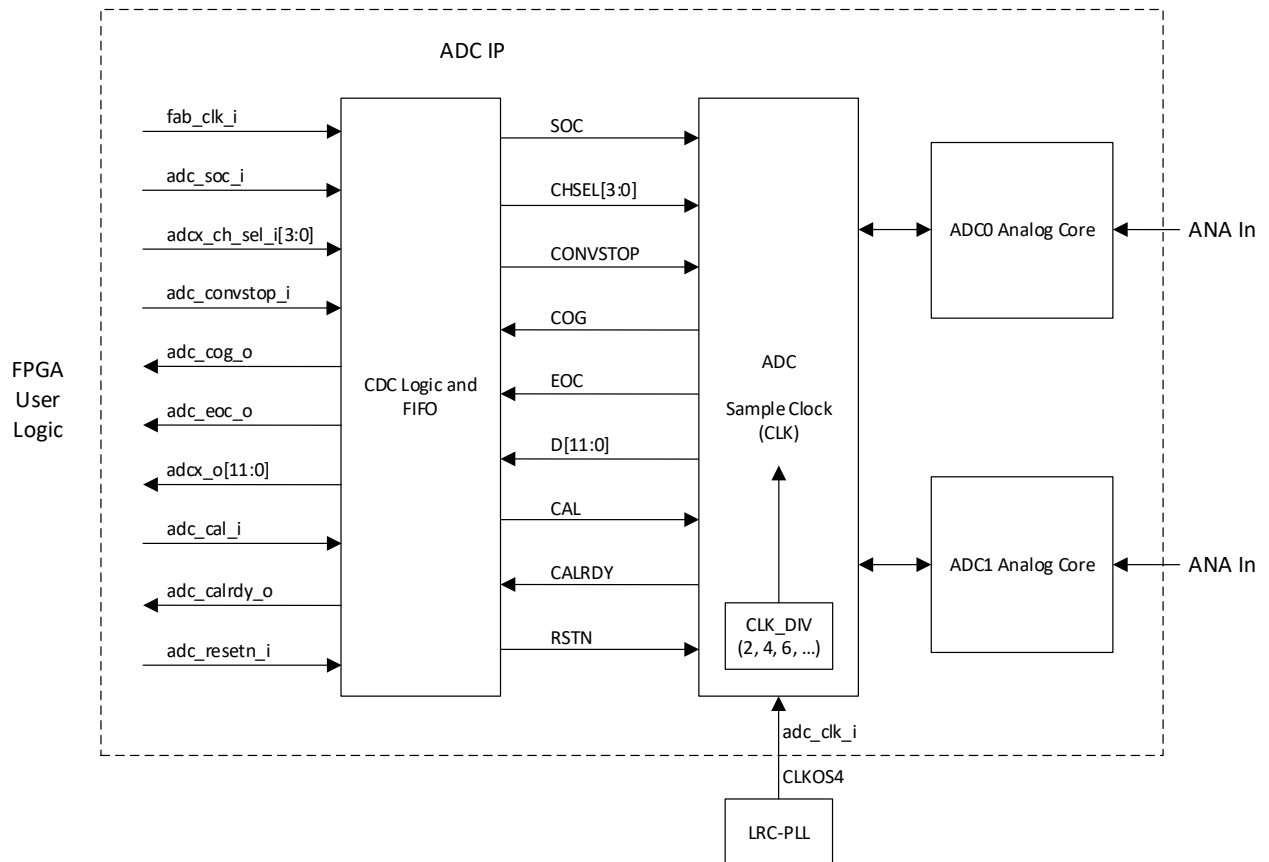 ADC IP
fab_clk_i
adc_soc_i
adcx_ch_sel_i[3:0]
adc_convstop_i
adc_cog_o
adc_eoc_o
adcx_o[11:0]
adc_cal_i
adc_calrdy_o
adc_resetn_i
FPGA
User
Logic
CDC Logic and
FIFO
SOC
CHSEL[3:0]
CONVSTOP
COG
EOC
D[11:0]
CAL
CALRDY
RSTN
ADC
Sample Clock
(CLK)
CLK_DIV
(2, 4, 6, ...)
ADC0 Analog Core
ANA In
ADC1 Analog Core
ANA In
adc_clk_i
CLKOS4
LRC-PLL